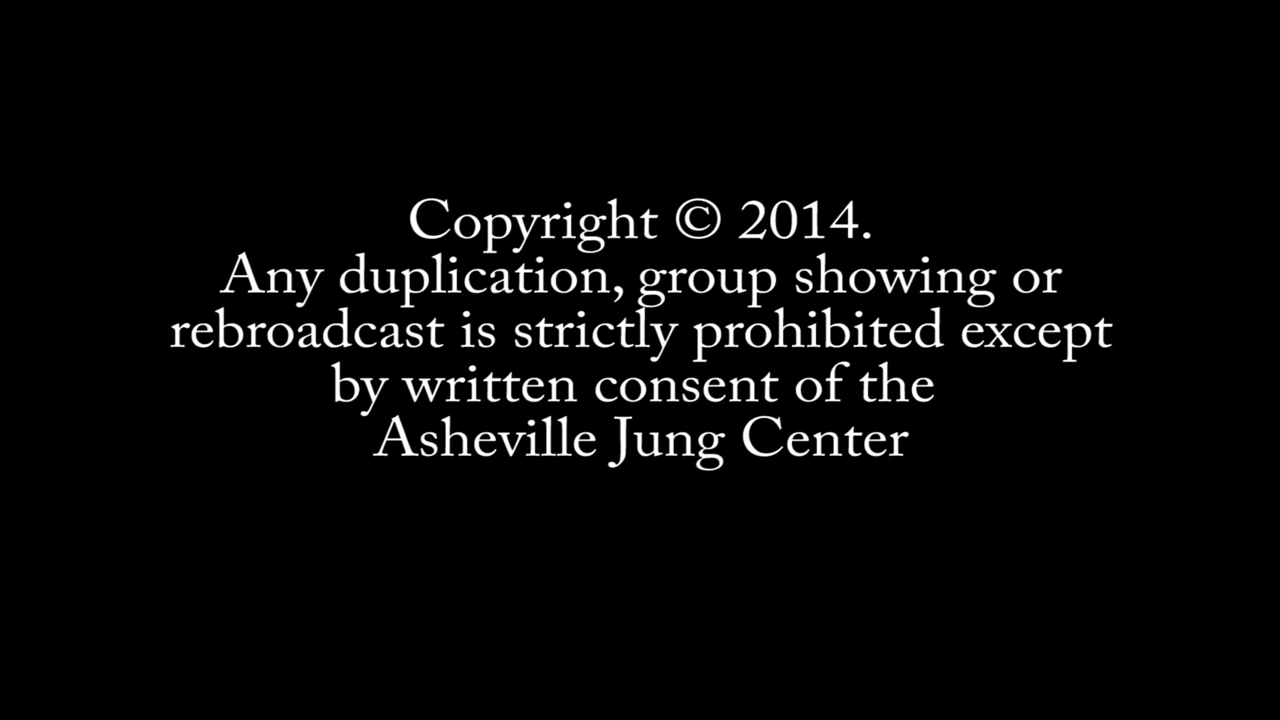 Copyright © 2014.
Any duplication, group showing or
rebroadcast is strictly prohibited except
by written consent of the
Asheville Jung Center